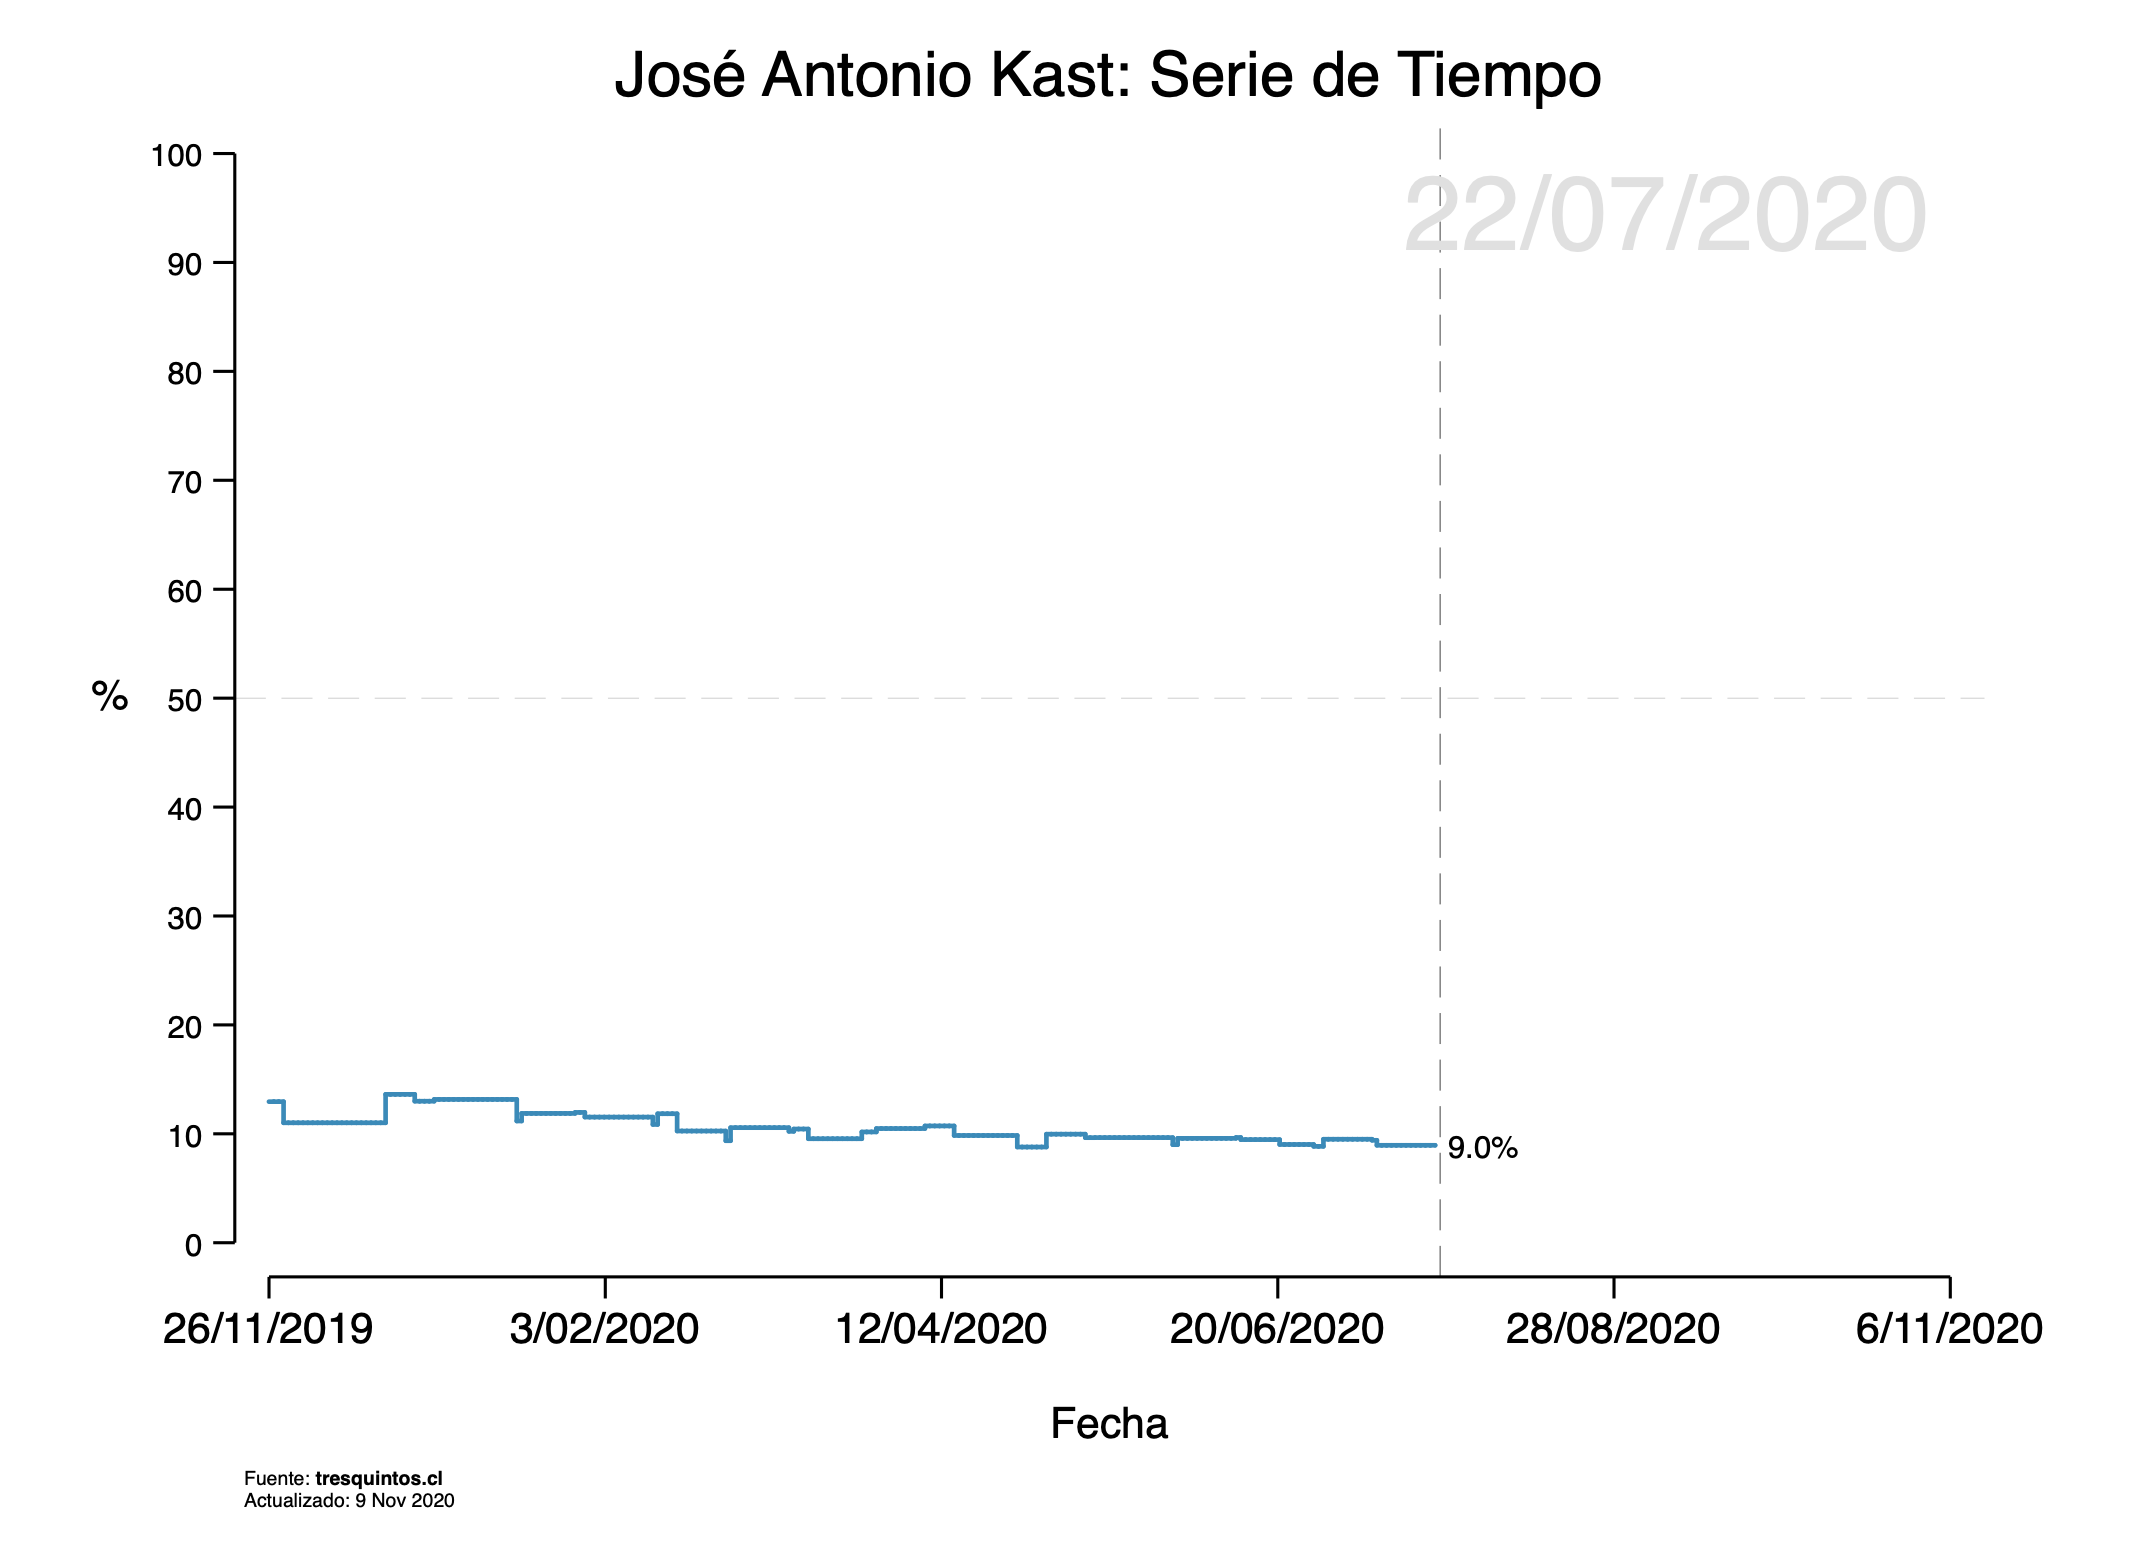 José Antonio Kast: Serie de Tiempo
22/07/2020
100
90
80
70
60
50
40
30
20
10
0
%
9.0%
26/11/2019 3/02/2020 12/04/2020 20/06/2020 28/08/2020 6/11/2020
Fecha
Fuente: tresquintos.cl
Actualizado: 9 Nov 2020